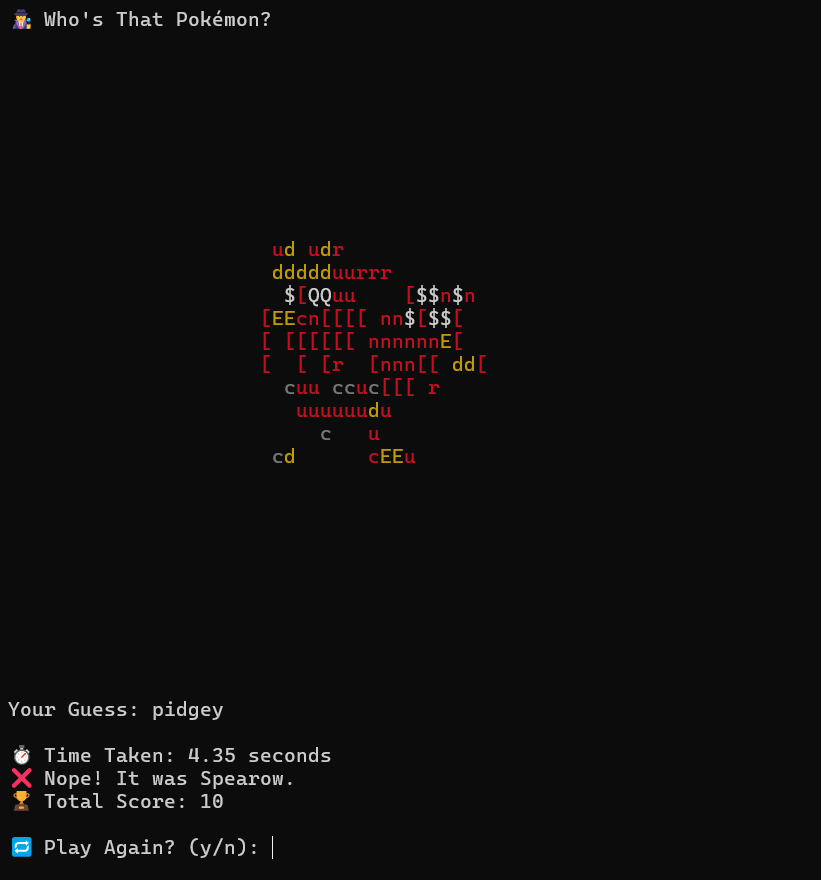 🕵️ Who's That Pokémon?
ud udr
ddddduurrr
$[QQuu    [$$n$n
[EEcn[[[[ nn$[$$[
[ [[[[[[ nnnnnnE[
[  [ [r  [nnn[[ dd[
cuu ccuc[[[ r
uuuuuudu
c   u
cd      cEEu
Your Guess: pidgey
⏱️ Time Taken: 4.35 seconds
❌ Nope! It was Spearow.
🏆 Total Score: 10
🔁 Play Again? (y/n):